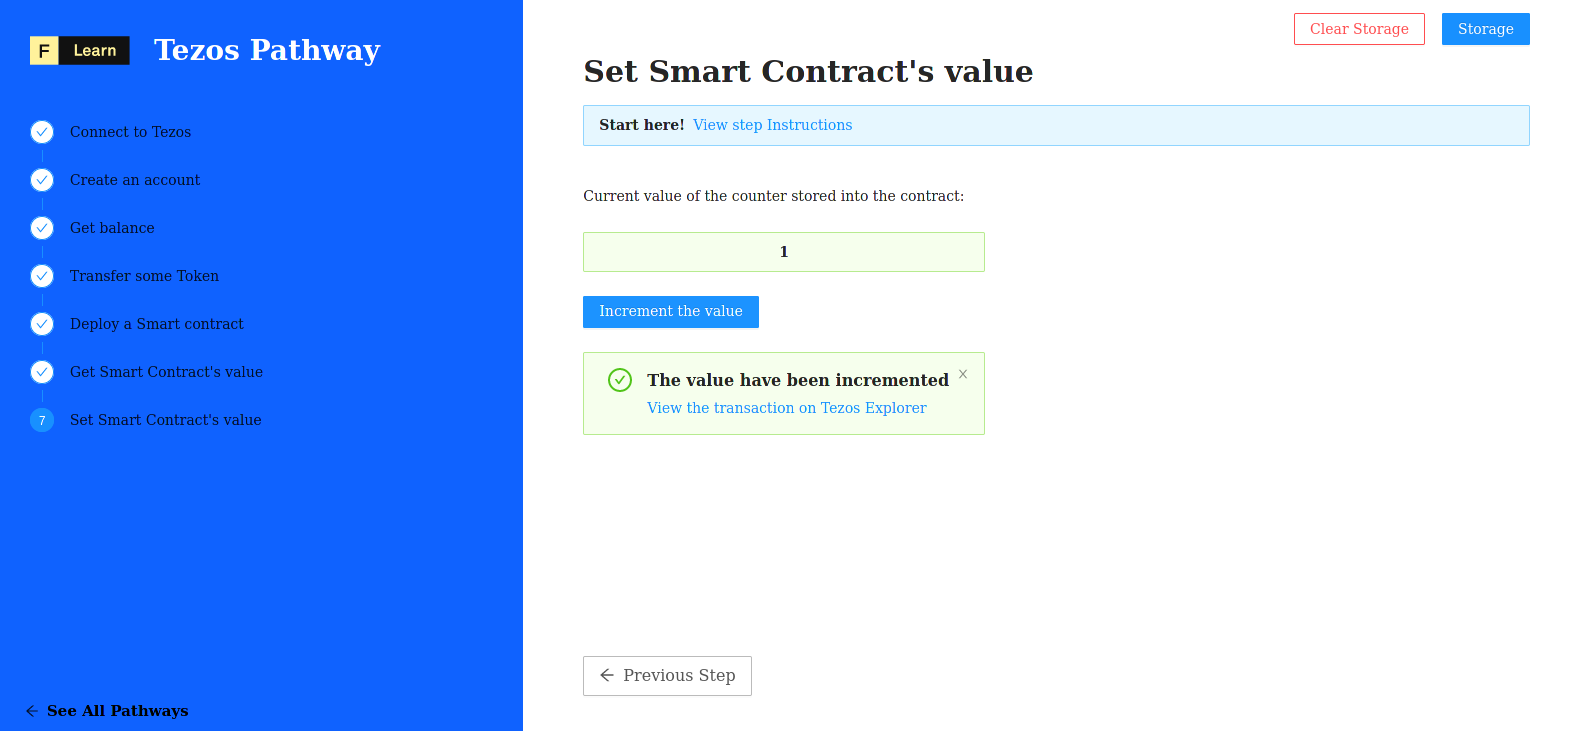 F Learn Tezos Pathway
Connect to Tezos
Create an account
Get balance
Transfer some Token
Deploy a Smart contract
Get Smart Contract's value
7 Set Smart Contract's value
See All Pathways
Clear Storage Storage
Set Smart Contract's value
Start here! View step Instructions
Current value of the counter stored into the contract:
1
Increment the value
The value have been incremented
View the transaction on Tezos Explorer
Previous Step